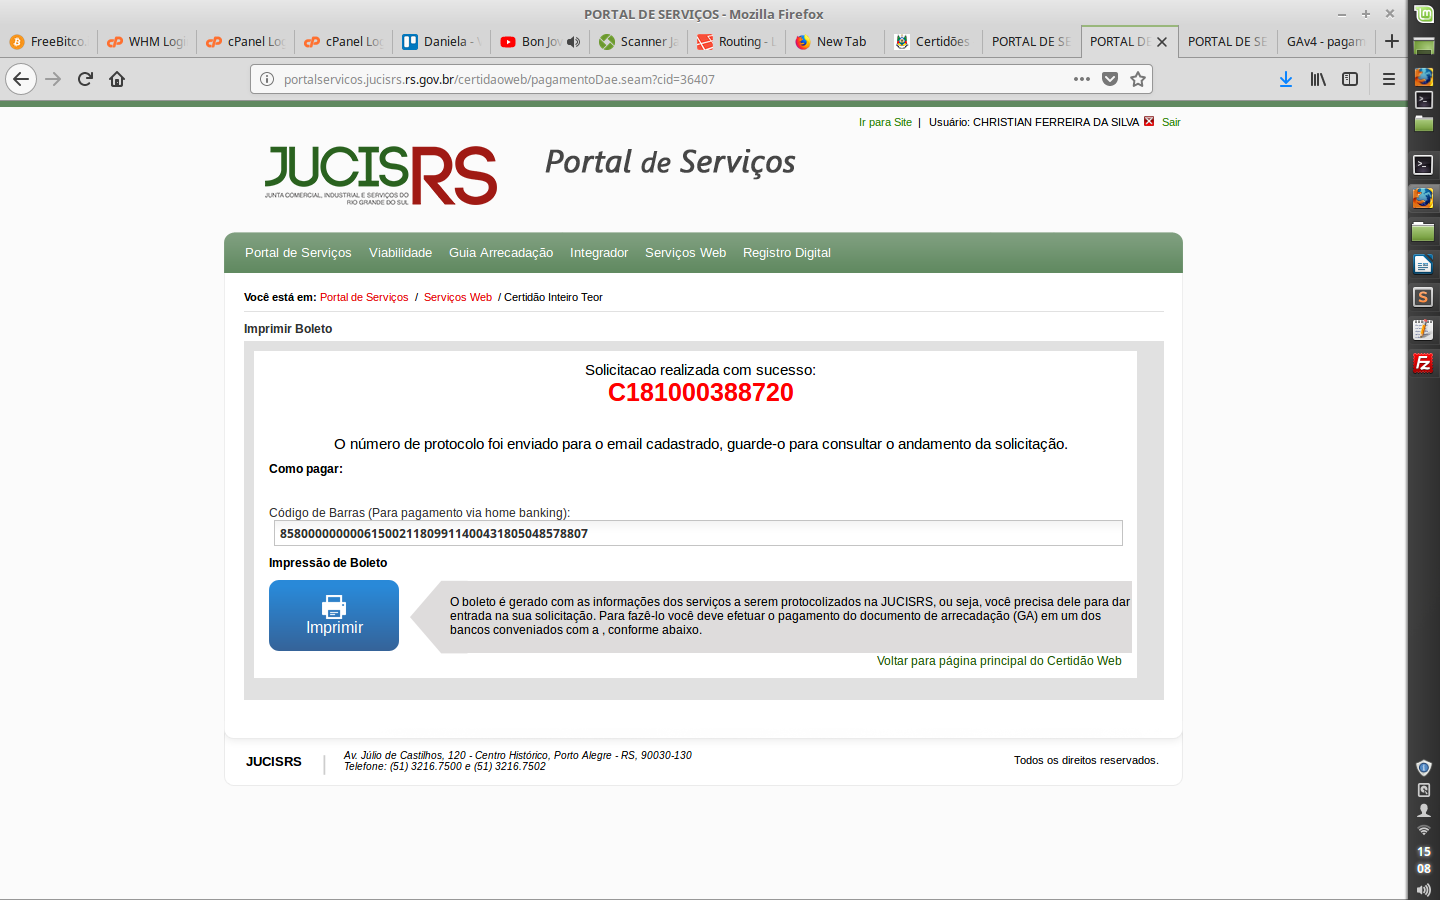 PORTAL DE SERVIÇOS - Mozilla Firefox
FreeBitco.
WHM Logi
cPanel Log
cPanel Log
Daniela -
Bon Jov
Scanner Ja
Routing - L
New Tab
Certidões
PORTAL DE SE
PORTAL DE
PORTAL DE SE
GAv4 - pagam
portalservicos.jucisrs.rs.gov.br/certidaoweb/pagamentoDae.seam?cid=36407
Ir para Site | Usuário: CHRISTIAN FERREIRA DA SILVA Sair
JUCISRS
JUNTA COMERCIAL, INDUSTRIAL E SERVIÇOS DO
RIO GRANDE DO SUL
Portal de Serviços
Portal de Serviços Viabilidade Guia Arrecadação Integrador Serviços Web Registro Digital
Você está em: Portal de Serviços / Serviços Web / Certidão Inteiro Teor
Imprimir Boleto
Solicitacao realizada com sucesso:
C181000388720
O número de protocolo foi enviado para o email cadastrado, guarde-o para consultar o andamento da solicitação.
Como pagar:
Código de Barras (Para pagamento via home banking):
858000000000615002118099114004318050485788​07
Impressão de Boleto
Imprimir
O boleto é gerado com as informações dos serviços a serem protocolizados na JUCISRS, ou seja, você precisa dele para dar
entrada na sua solicitação. Para fazê-lo você deve efetuar o pagamento do documento de arrecadação (GA) em um dos
bancos conveniados com a , conforme abaixo.
Voltar para página principal do Certidão Web
JUCISRS
Av. Júlio de Castilhos, 120 - Centro Histórico, Porto Alegre - RS, 90030-130
Telefone: (51) 3216.7500 e (51) 3216.7502
Todos os direitos reservados.
15
08